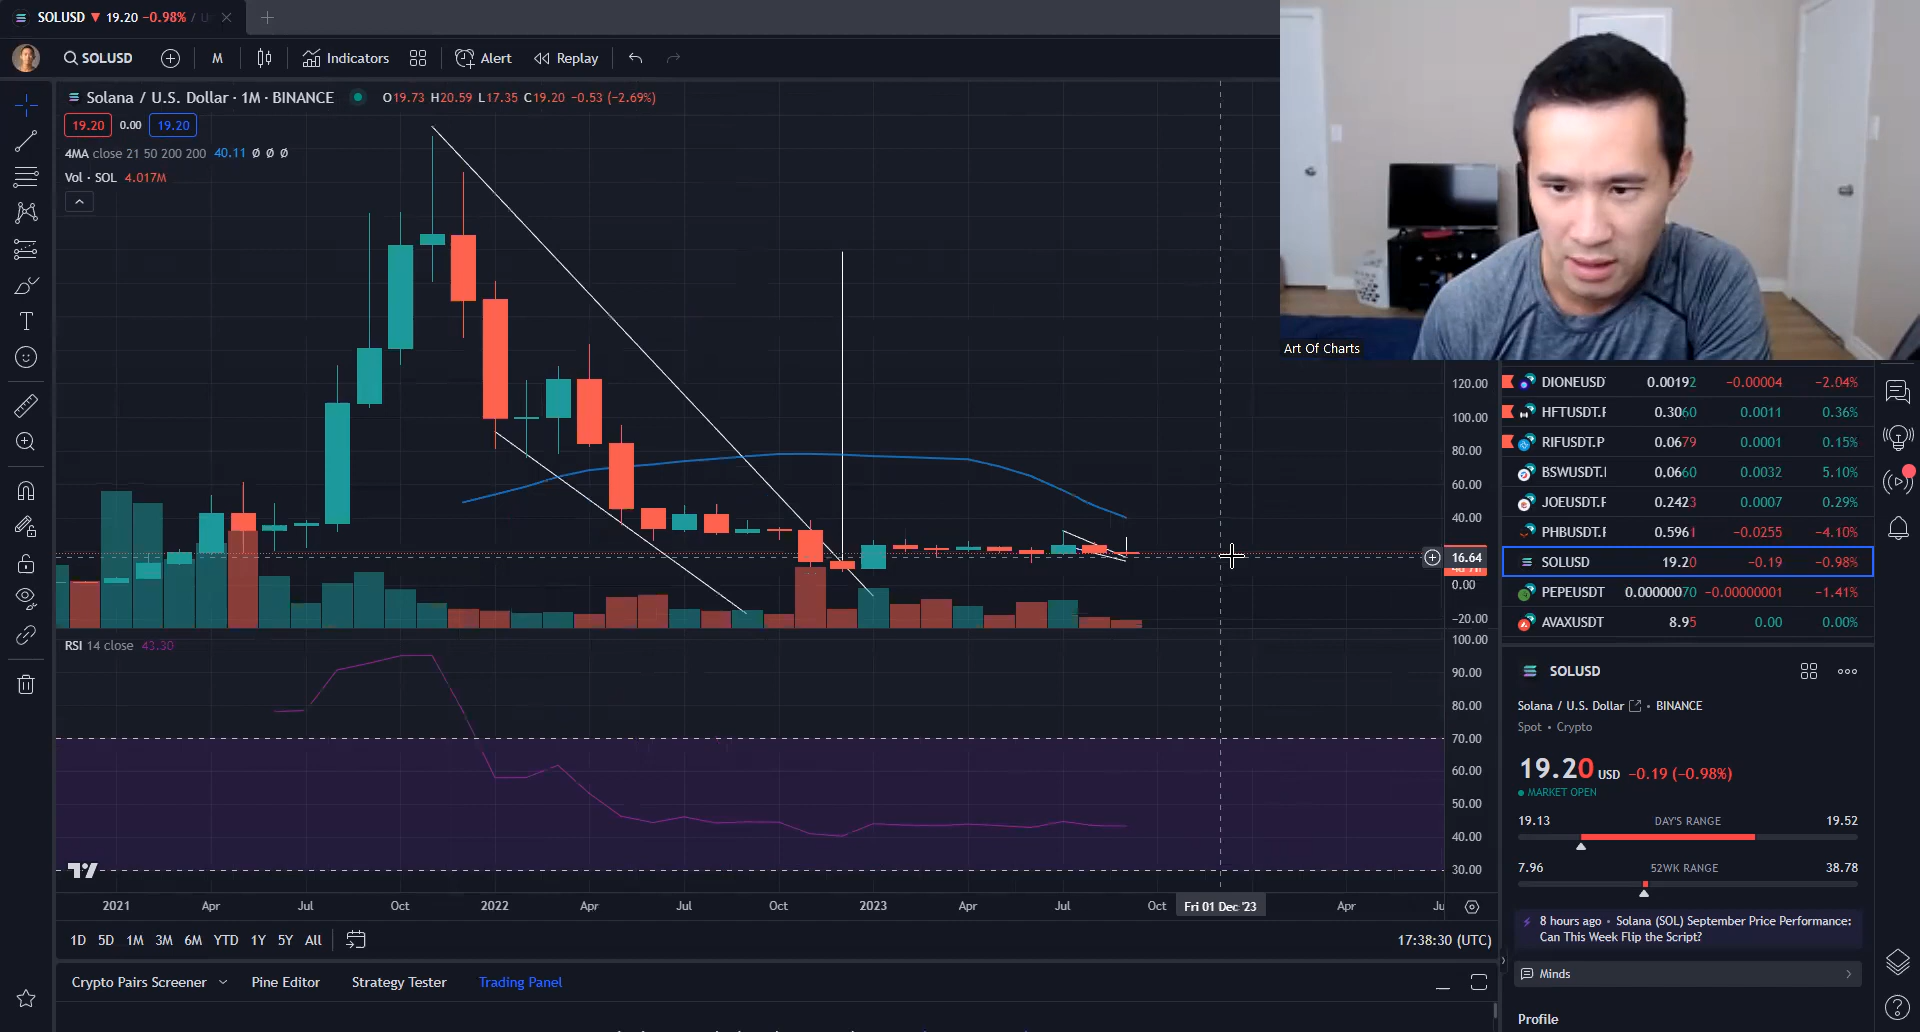 SOLUSD ▼ 19.20 −0.98% / U
SOLUSD M Indicators Alert Replay
Solana / U.S. Dollar · 1M · BINANCE O19.73 H20.59 L17.35 C19.20 −0.53 (−2.69%)
19.20 0.00 19.20
4MA close 21 50 200 200 40.11 Ø Ø Ø
Vol · SOL 4.017M
120.00
100.00
80.00
60.00
40.00
16.64
0.00
−20.00
RSI 14 close 43.30
100.00
90.00
80.00
70.00
60.00
50.00
40.00
30.00
2021 Apr Jul Oct 2022 Apr Jul Oct 2023 Apr Jul Oct Fri 01 Dec '23 Apr Ju
1D 5D 1M 3M 6M YTD 1Y 5Y All 17:38:30 (UTC)
Crypto Pairs Screener Pine Editor Strategy Tester Trading Panel
Art Of Charts
DIONEUSD 0.00192 −0.00004 −2.04%
HFTUSDT.F 0.3060 0.0011 0.36%
RIFUSDT.P 0.0679 0.0001 0.15%
BSWUSDT.I 0.0660 0.0032 5.10%
JOEUSDT.F 0.2423 0.0007 0.29%
PHBUSDT.F 0.5961 −0.0255 −4.10%
SOLUSD 19.20 −0.19 −0.98%
PEPEUSDT 0.00000070 −0.00000001 −1.41%
AVAXUSDT 8.95 0.00 0.00%
SOLUSD
Solana / U.S. Dollar • BINANCE
Spot • Crypto
19.20 USD −0.19 (−0.98%)
MARKET OPEN
19.13 DAY'S RANGE 19.52
7.96 52WK RANGE 38.78
8 hours ago • Solana (SOL) September Price Performance:
Can This Week Flip the Script?
Minds
Profile